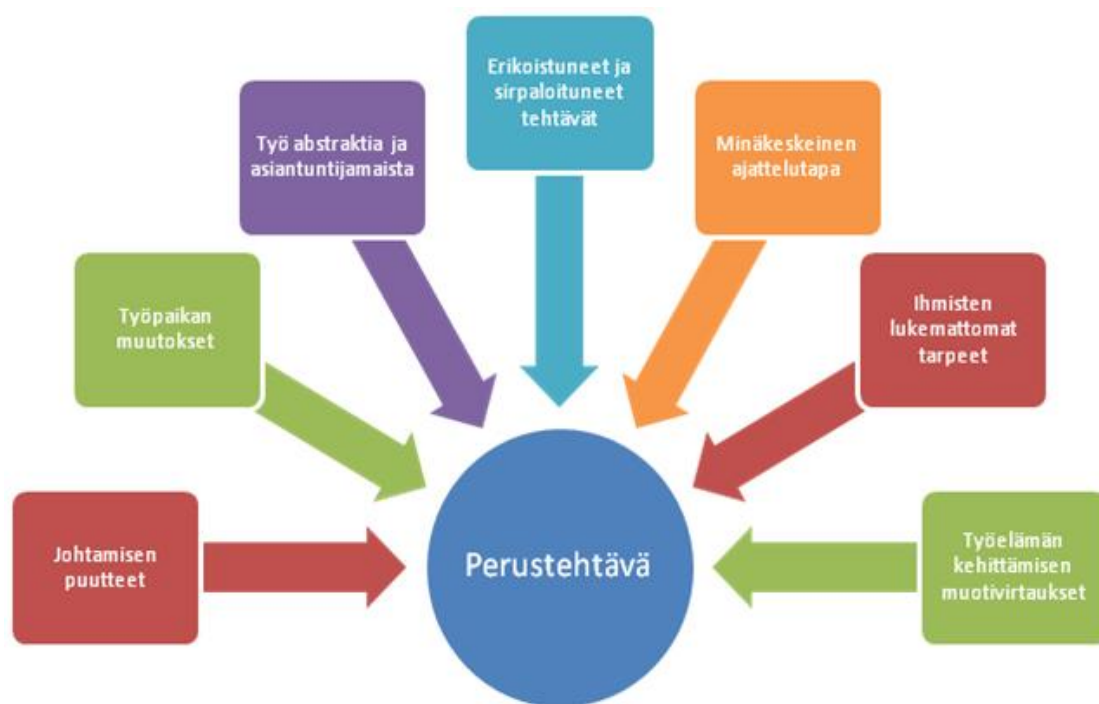 Erikoistuneet ja
sirpaloituneet
tehtävät
Työ abstraktia ja
asiantuntijamaista
Minäkeskeinen
ajattelutapa
Työpaikan
muutokset
Ihmisten
lukemattomat
tarpeet
Johtamisen
puutteet
Perustehtävä
Työelämän
kehittämisen
muotivirtaukset